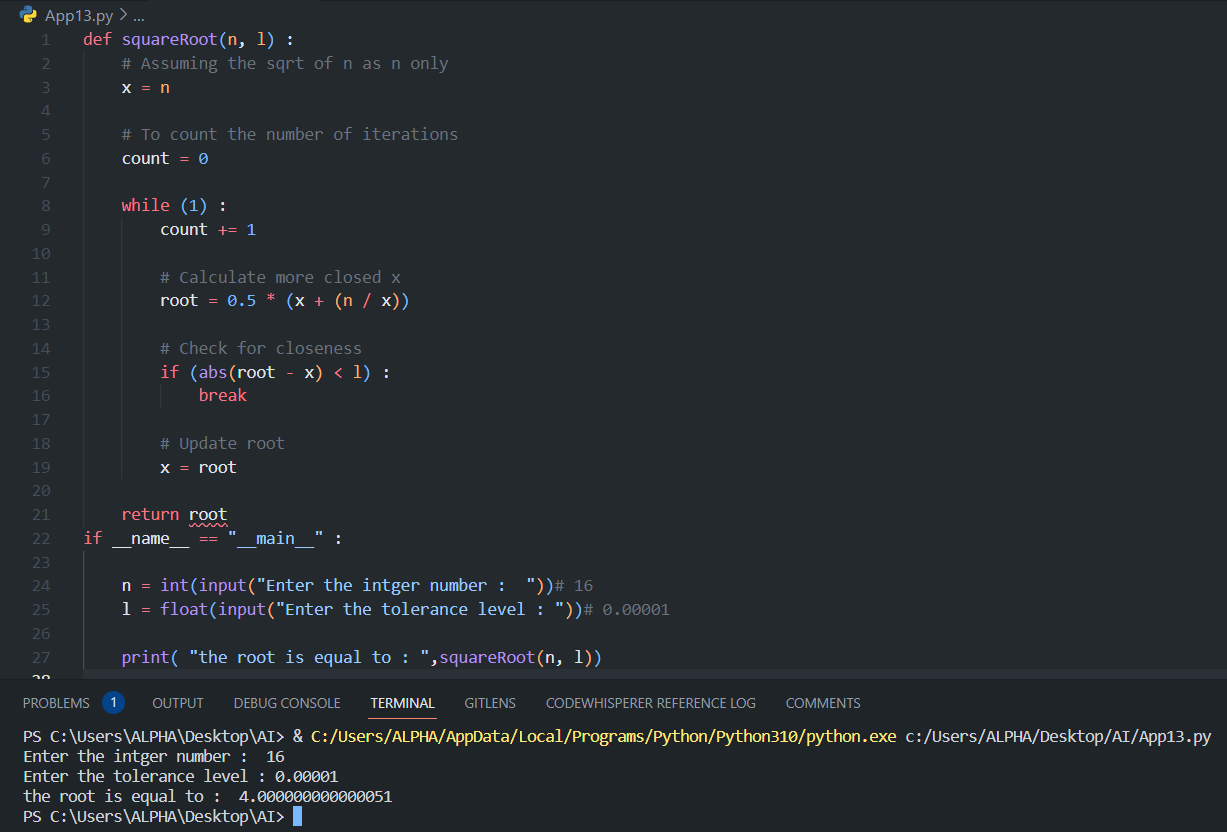 App13.py > ...
1 def squareRoot(n, l) :
2     # Assuming the sqrt of n as n only
3     x = n
4
5     # To count the number of iterations
6     count = 0
7
8     while (1) :
9         count += 1
10
11         # Calculate more closed x
12         root = 0.5 * (x + (n / x))
13
14         # Check for closeness
15         if (abs(root - x) < l) :
16             break
17
18         # Update root
19         x = root
20
21     return root
22 if __name__ == "__main__" :
23
24     n = int(input("Enter the intger number :  "))# 16
25     l = float(input("Enter the tolerance level : "))# 0.00001
26
27     print( "the root is equal to : ",squareRoot(n, l))
28
PROBLEMS 1 OUTPUT DEBUG CONSOLE TERMINAL GITLENS CODEWHISPERER REFERENCE LOG COMMENTS
PS C:\Users\ALPHA\Desktop\AI> & C:/Users/ALPHA/AppData/Local/Programs/Python/Python310/python.exe c:/Users/ALPHA/Desktop/AI/App13.py
Enter the intger number :  16
Enter the tolerance level : 0.00001
the root is equal to :  4.000000000000051
PS C:\Users\ALPHA\Desktop\AI>